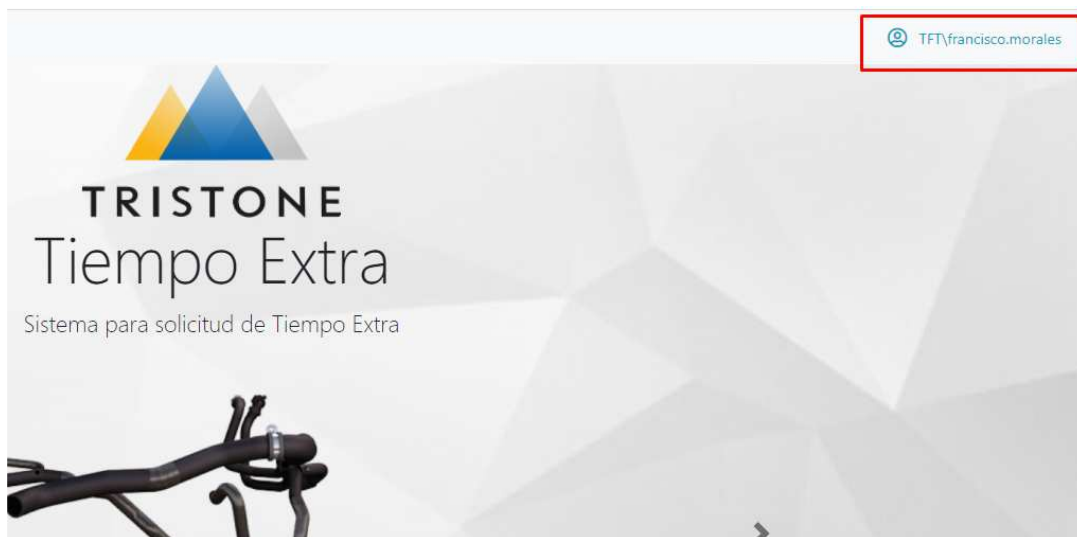 TFT\francisco.morales
TRISTONE
Tiempo Extra
Sistema para solicitud de Tiempo Extra